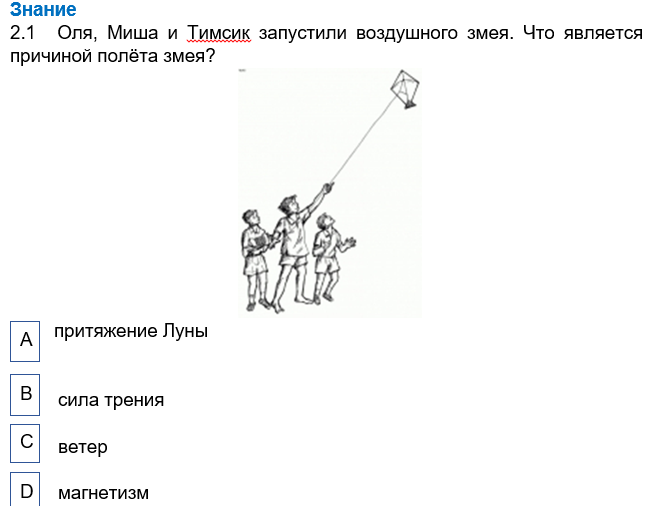 Знание
2.1 Оля, Миша и Тимсик запустили воздушного змея. Что является
причиной полёта змея?
A притяжение Луны
B сила трения
C ветер
D магнетизм